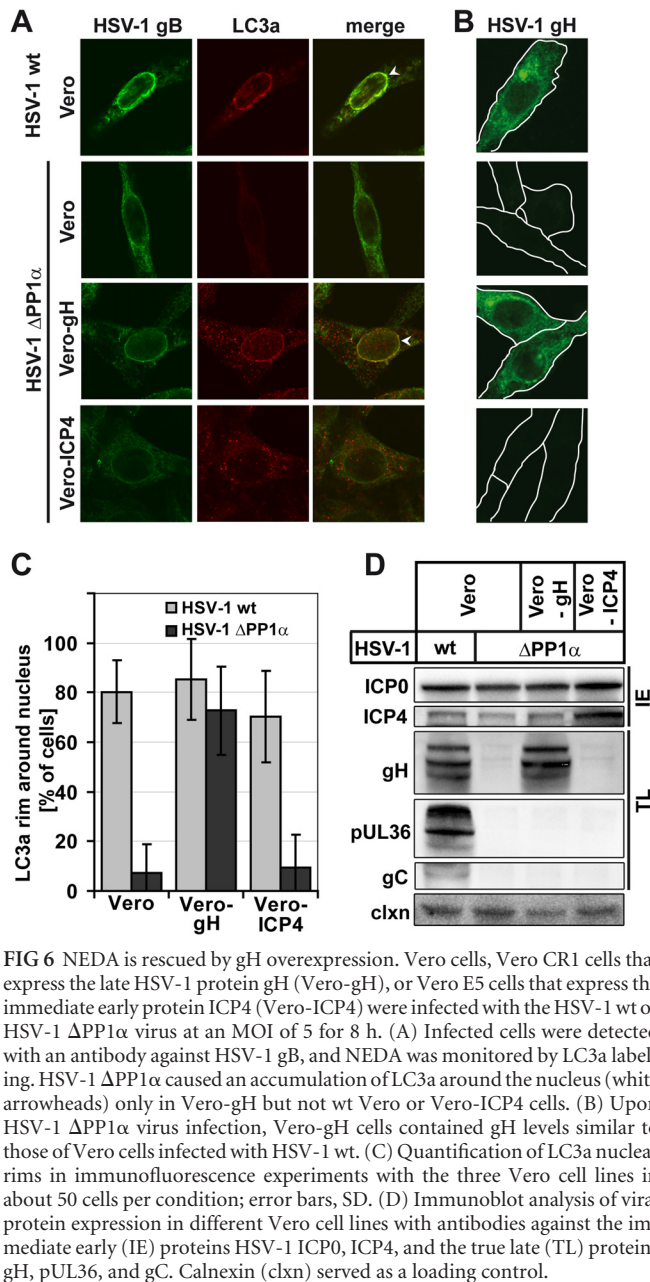 A HSV-1 gB LC3a merge B HSV-1 gH
HSV-1 wt
Vero
HSV-1 ΔPP1α
Vero
Vero-gH
Vero-ICP4
C D
LC3a rim around nucleus
[% of cells]
HSV-1 wt
HSV-1 ΔPP1α
100
80
60
40
20
0
Vero Vero-gH Vero-ICP4
Vero Vero-gH Vero-ICP4
HSV-1 wt ΔPP1α
ICP0
ICP4
IE
gH
pUL36
gC
TL
clxn
FIG 6 NEDA is rescued by gH overexpression. Vero cells, Vero CR1 cells tha
express the late HSV-1 protein gH (Vero-gH), or Vero E5 cells that express th
immediate early protein ICP4 (Vero-ICP4) were infected with the HSV-1 wt o
HSV-1 ΔPP1α virus at an MOI of 5 for 8 h. (A) Infected cells were detected
with an antibody against HSV-1 gB, and NEDA was monitored by LC3a label
ing. HSV-1 ΔPP1α caused an accumulation of LC3a around the nucleus (whit
arrowheads) only in Vero-gH but not wt Vero or Vero-ICP4 cells. (B) Upon
HSV-1 ΔPP1α virus infection, Vero-gH cells contained gH levels similar to
those of Vero cells infected with HSV-1 wt. (C) Quantification of LC3a nuclea
rims in immunofluorescence experiments with the three Vero cell lines in
about 50 cells per condition; error bars, SD. (D) Immunoblot analysis of vira
protein expression in different Vero cell lines with antibodies against the im
mediate early (IE) proteins HSV-1 ICP0, ICP4, and the true late (TL) protein
gH, pUL36, and gC. Calnexin (clxn) served as a loading control.